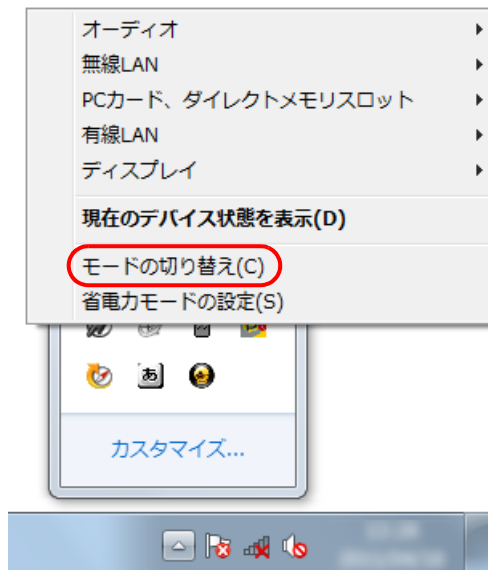 オーディオ
無線LAN
PCカード、ダイレクトメモリスロット
有線LAN
ディスプレイ
現在のデバイス状態を表示(D)
モードの切り替え(C)
省電力モードの設定(S)
あ
カスタマイズ...